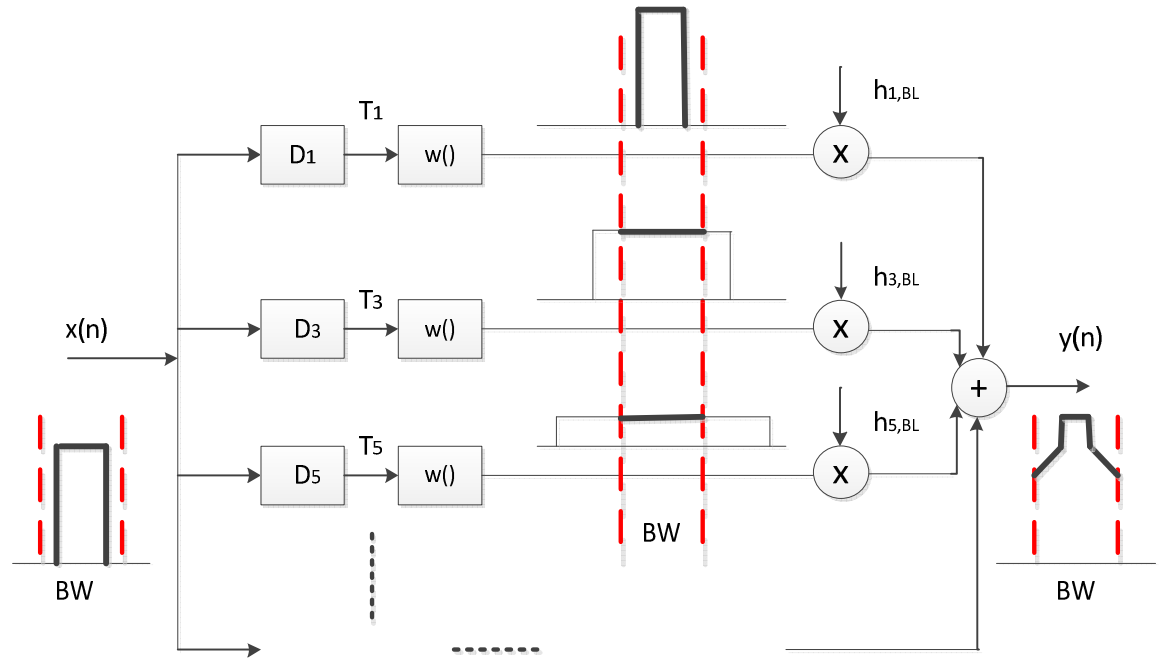 h1,BL
T1
D1
w()
X
h3,BL
T3
D3
w()
X
x(n)
y(n)
+
h5,BL
T5
D5
w()
X
BW
BW
BW